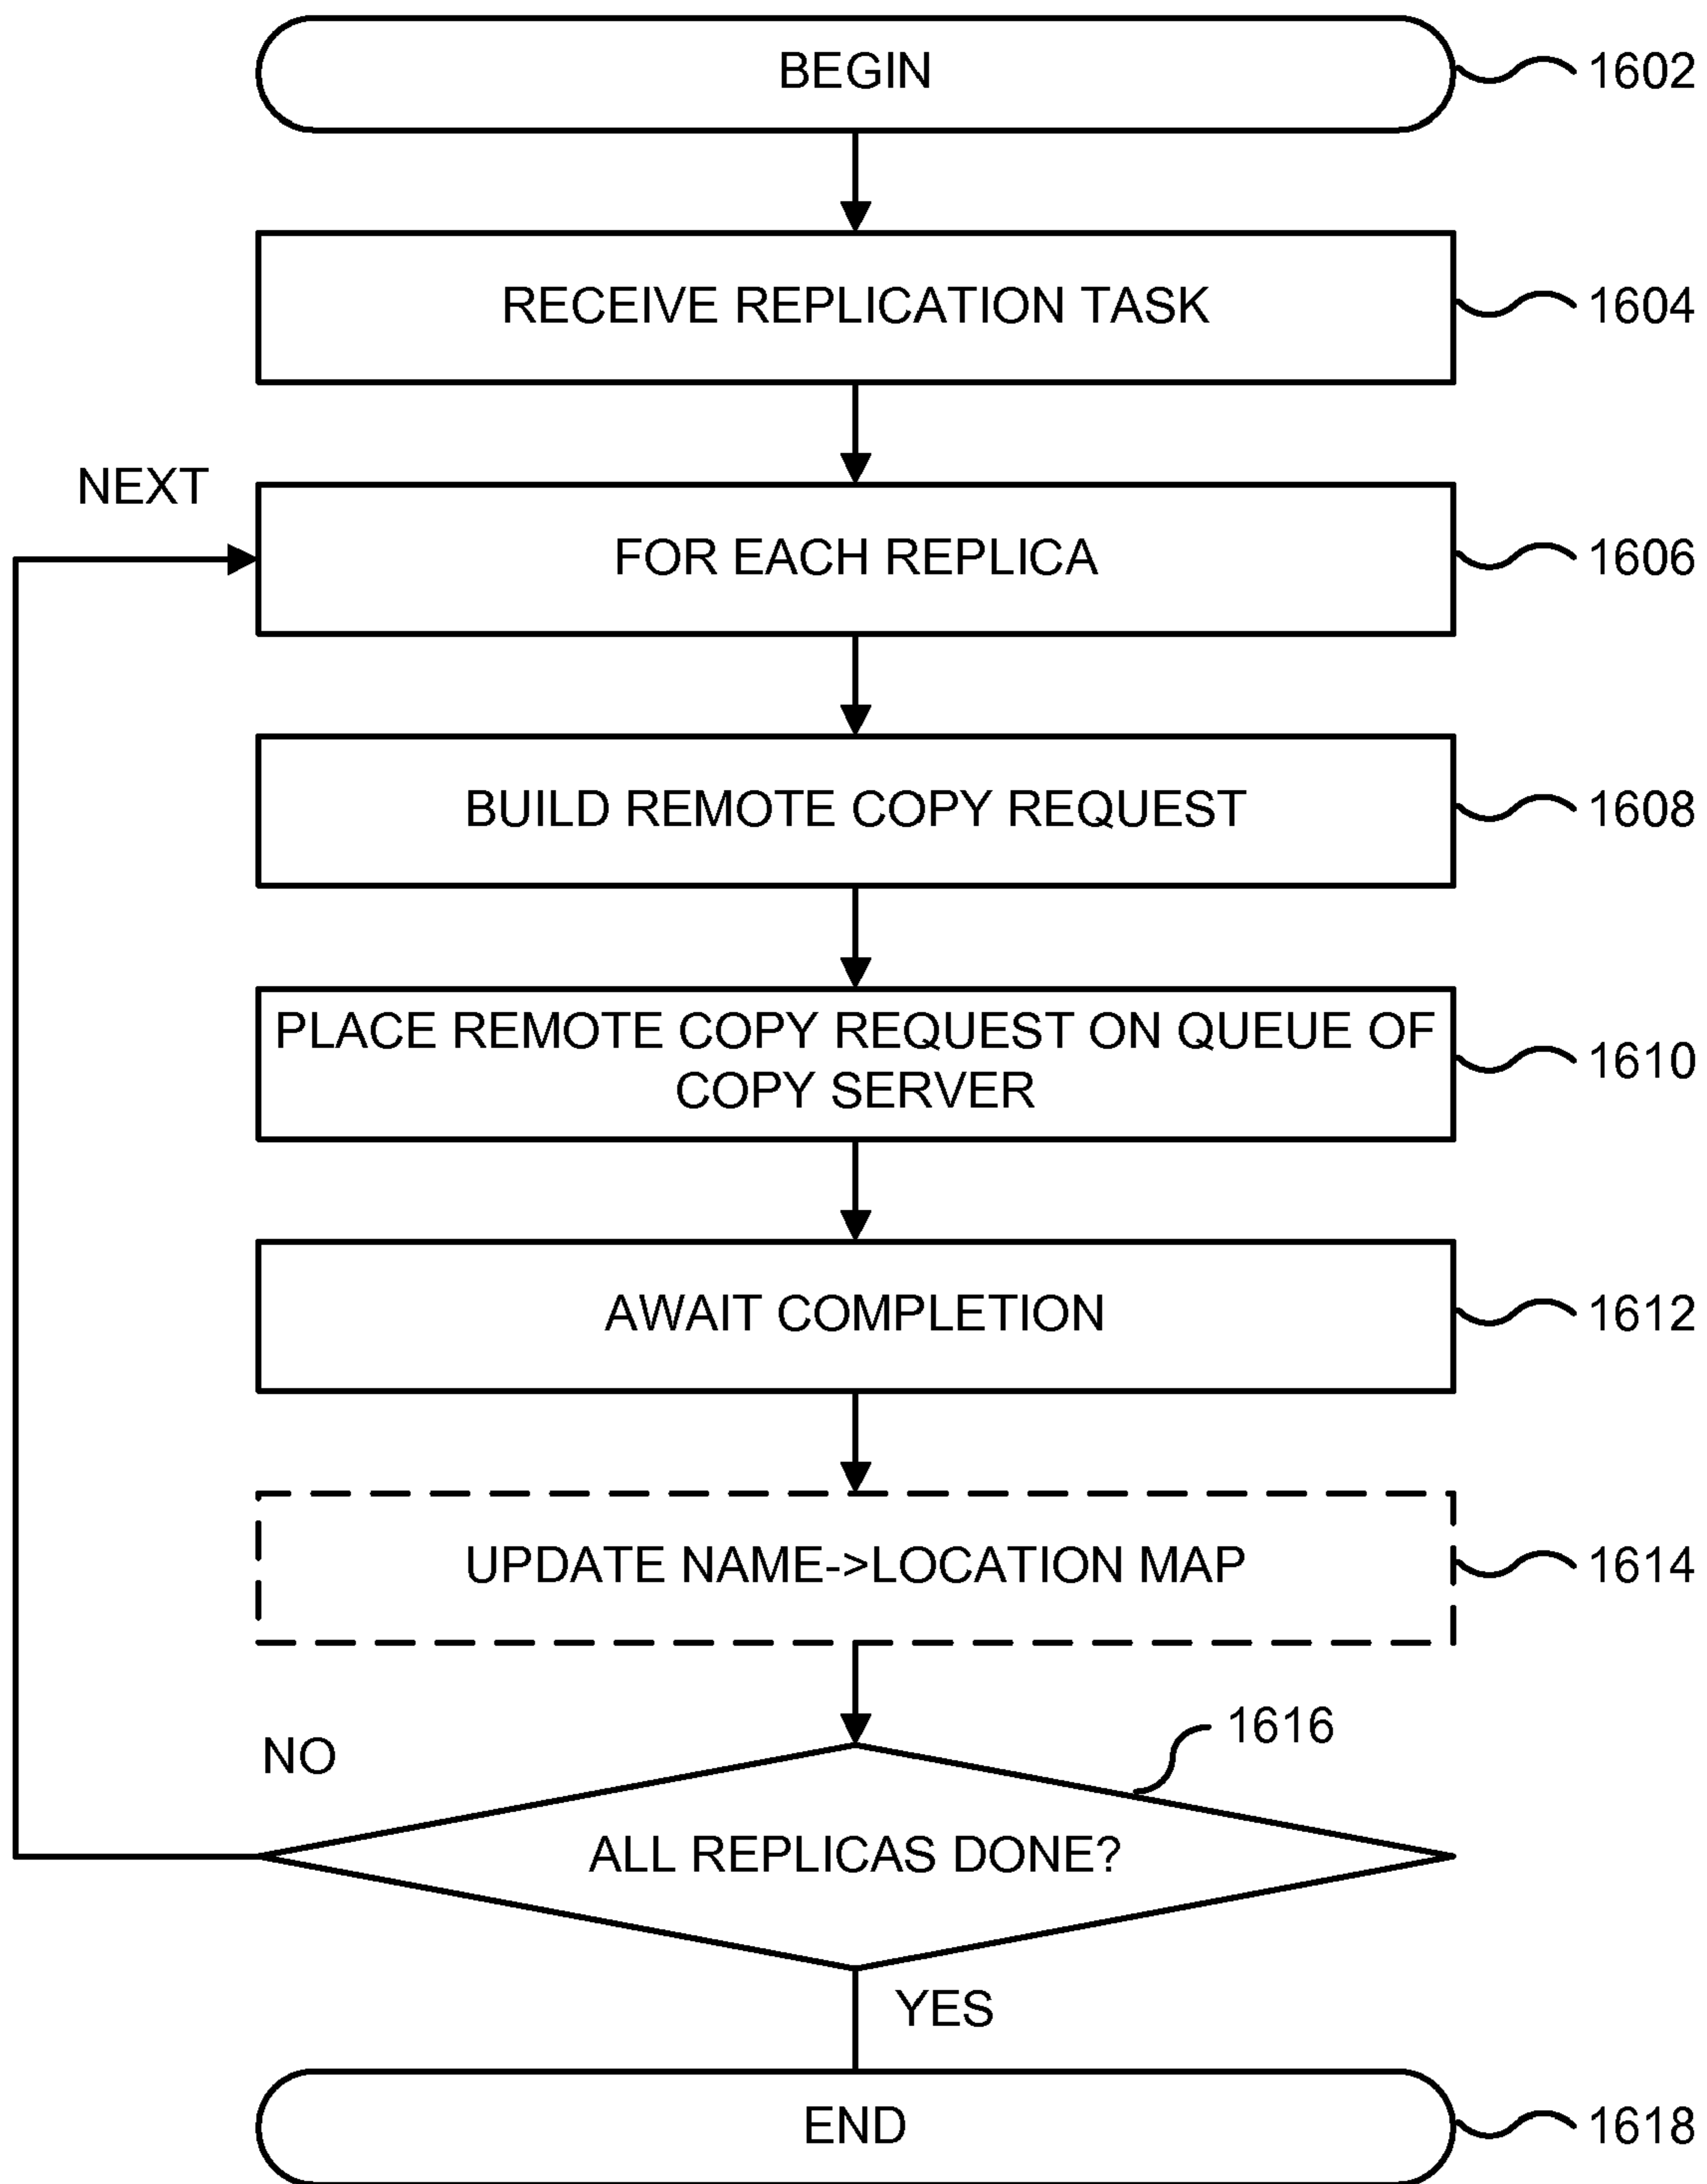 BEGIN
1602
RECEIVE REPLICATION TASK
1604
NEXT
FOR EACH REPLICA
1606
BUILD REMOTE COPY REQUEST
1608
PLACE REMOTE COPY REQUEST ON QUEUE OF
COPY SERVER
1610
AWAIT COMPLETION
1612
UPDATE NAME->LOCATION MAP
1614
1616
NO
ALL REPLICAS DONE?
YES
END
1618